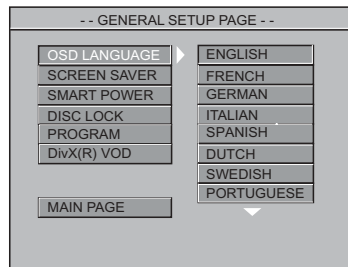 - - GENERAL SETUP PAGE - -
OSD LANGUAGE
SCREEN SAVER
SMART POWER
DISC LOCK
PROGRAM
DivX(R) VOD
MAIN PAGE
ENGLISH
FRENCH
GERMAN
ITALIAN
SPANISH
DUTCH
SWEDISH
PORTUGUESE